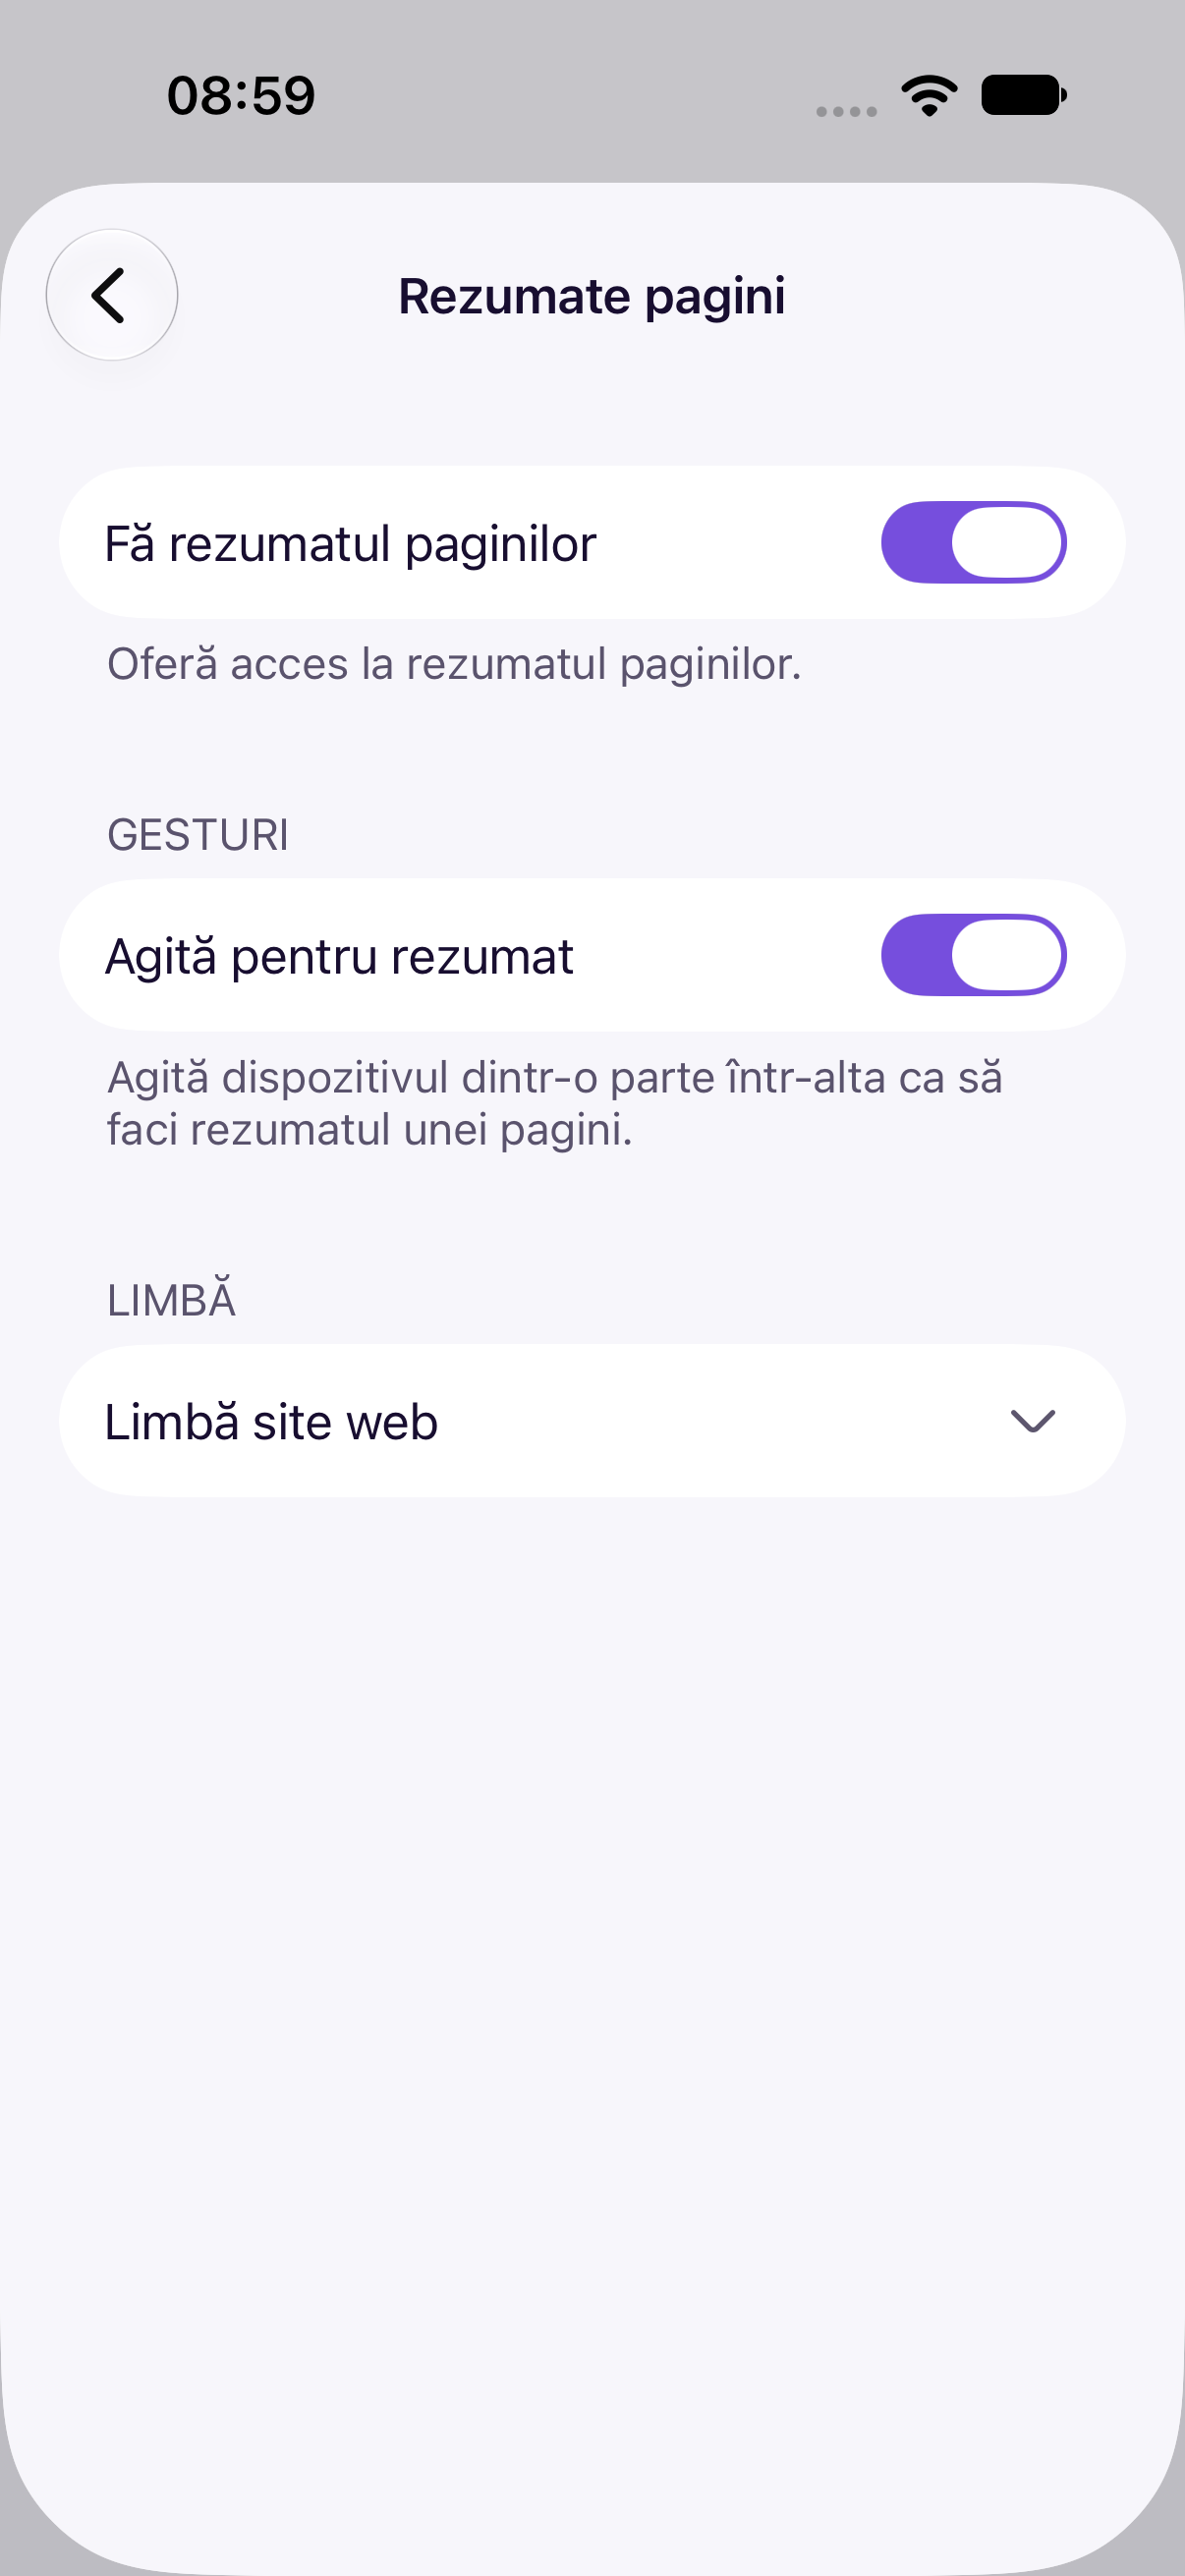 08:59
Rezumate pagini
Fă rezumatul paginilor
Oferă acces la rezumatul paginilor.
GESTURI
Agită pentru rezumat
Agită dispozitivul dintr-o parte într-alta ca să
faci rezumatul unei pagini.
LIMBĂ
Limbă site web